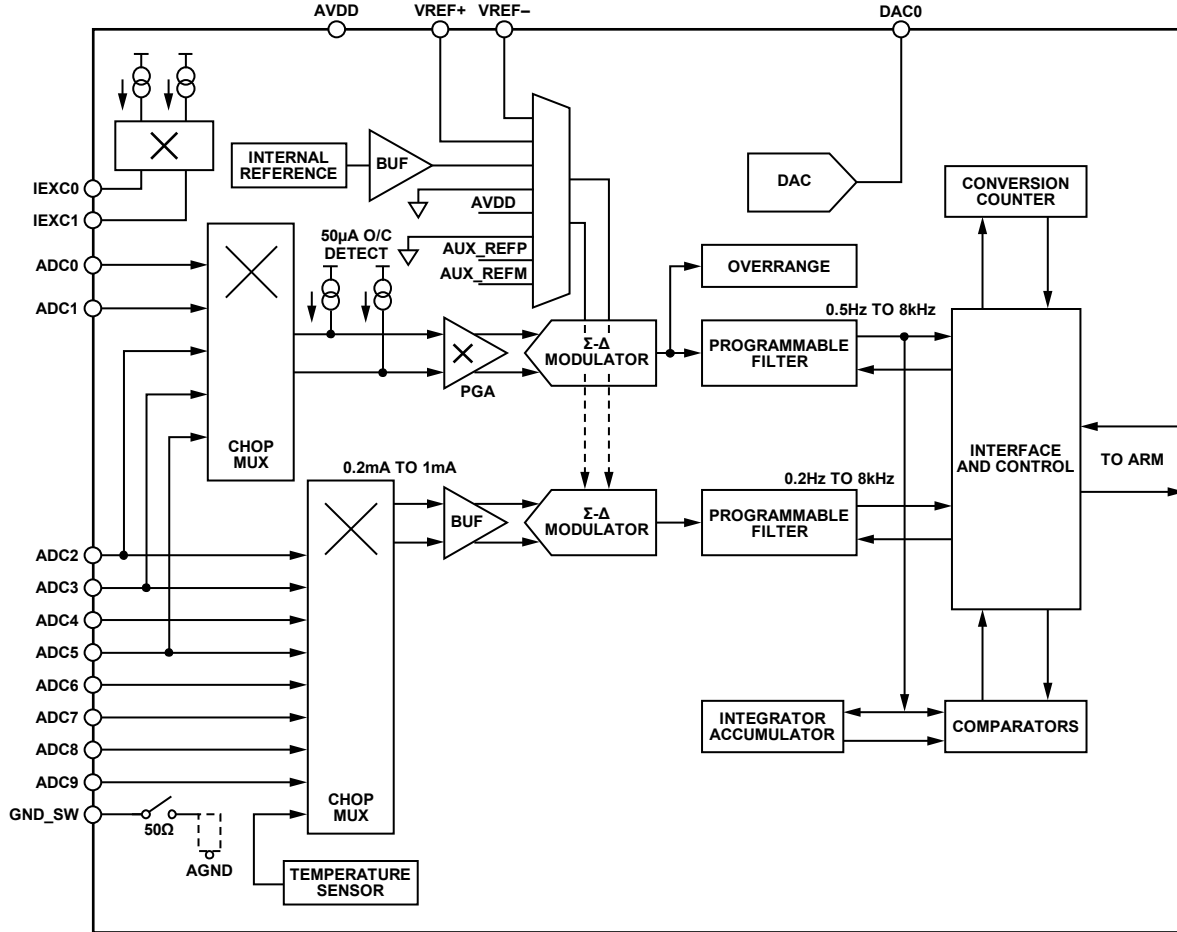 AVDD
VREF+
VREF–
DAC0
INTERNAL
REFERENCE
BUF
AVDD
AUX_REFP
AUX_REFM
DAC
CONVERSION
COUNTER
IEXC0
IEXC1
ADC0
ADC1
50µA O/C
DETECT
CHOP
MUX
PGA
Σ-Δ
MODULATOR
OVERRANGE
0.5Hz TO 8kHz
PROGRAMMABLE
FILTER
INTERFACE
AND CONTROL
TO ARM
0.2mA TO 1mA
BUF
Σ-Δ
MODULATOR
0.2Hz TO 8kHz
PROGRAMMABLE
FILTER
ADC2
ADC3
ADC4
ADC5
ADC6
ADC7
ADC8
ADC9
GND_SW
50Ω
AGND
CHOP
MUX
TEMPERATURE
SENSOR
INTEGRATOR
ACCUMULATOR
COMPARATORS